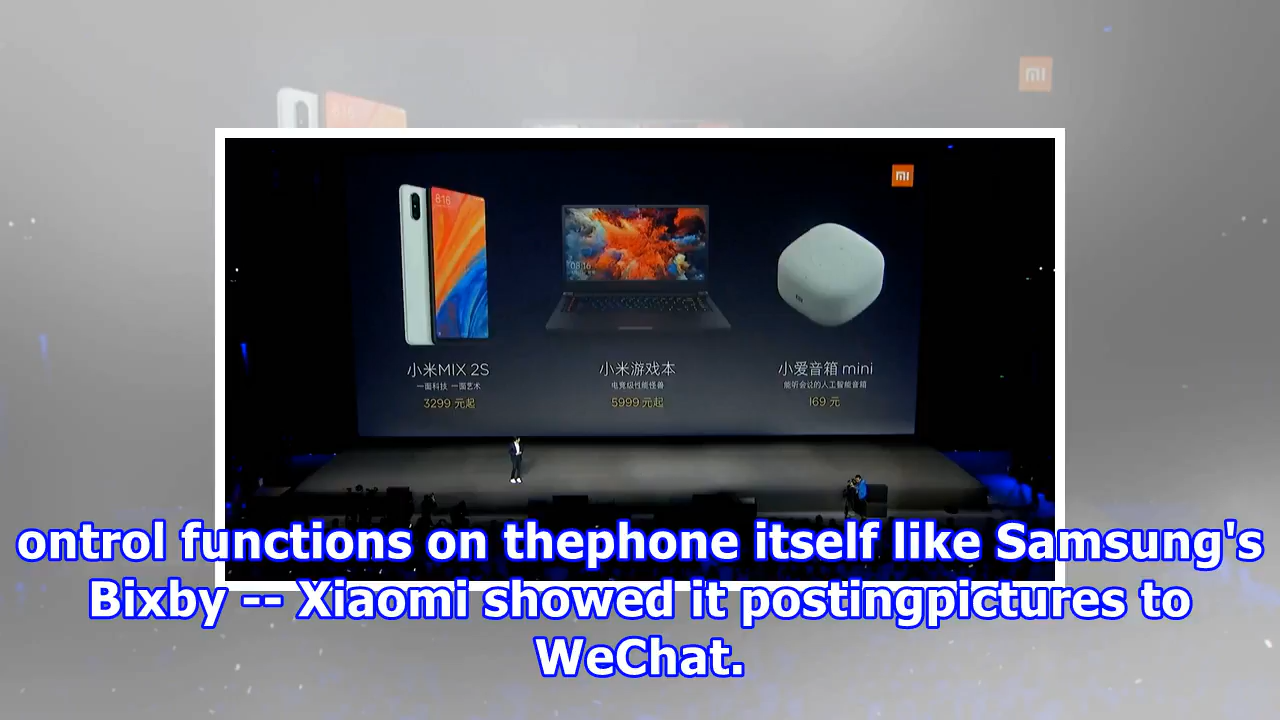 816
08:16
小米MIX 2S
一面科技 一面艺术
3299 元起
小米游戏本
电竞级性能怪兽
5999 元起
小爱音箱 mini
能听会说的人工智能音箱
169 元
ontrol functions on thephone itself like Samsung's
Bixby -- Xiaomi showed it postingpictures to
WeChat.